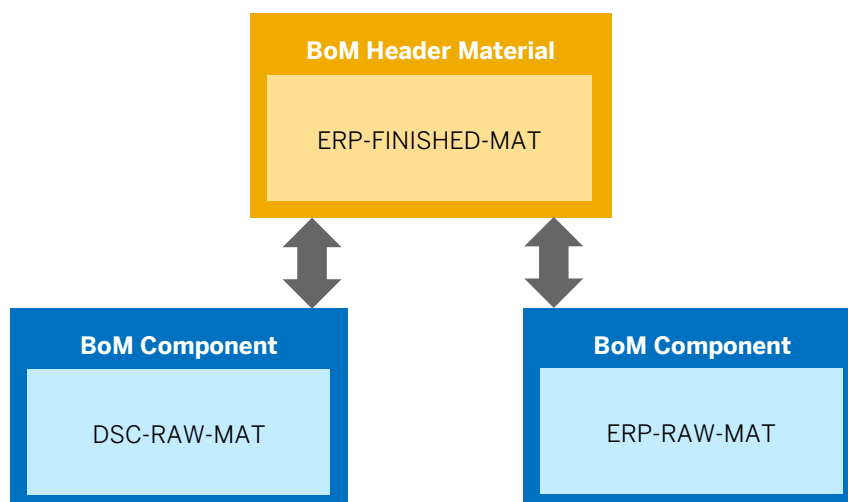 BoM Header Material
ERP-FINISHED-MAT
BoM Component
DSC-RAW-MAT
BoM Component
ERP-RAW-MAT